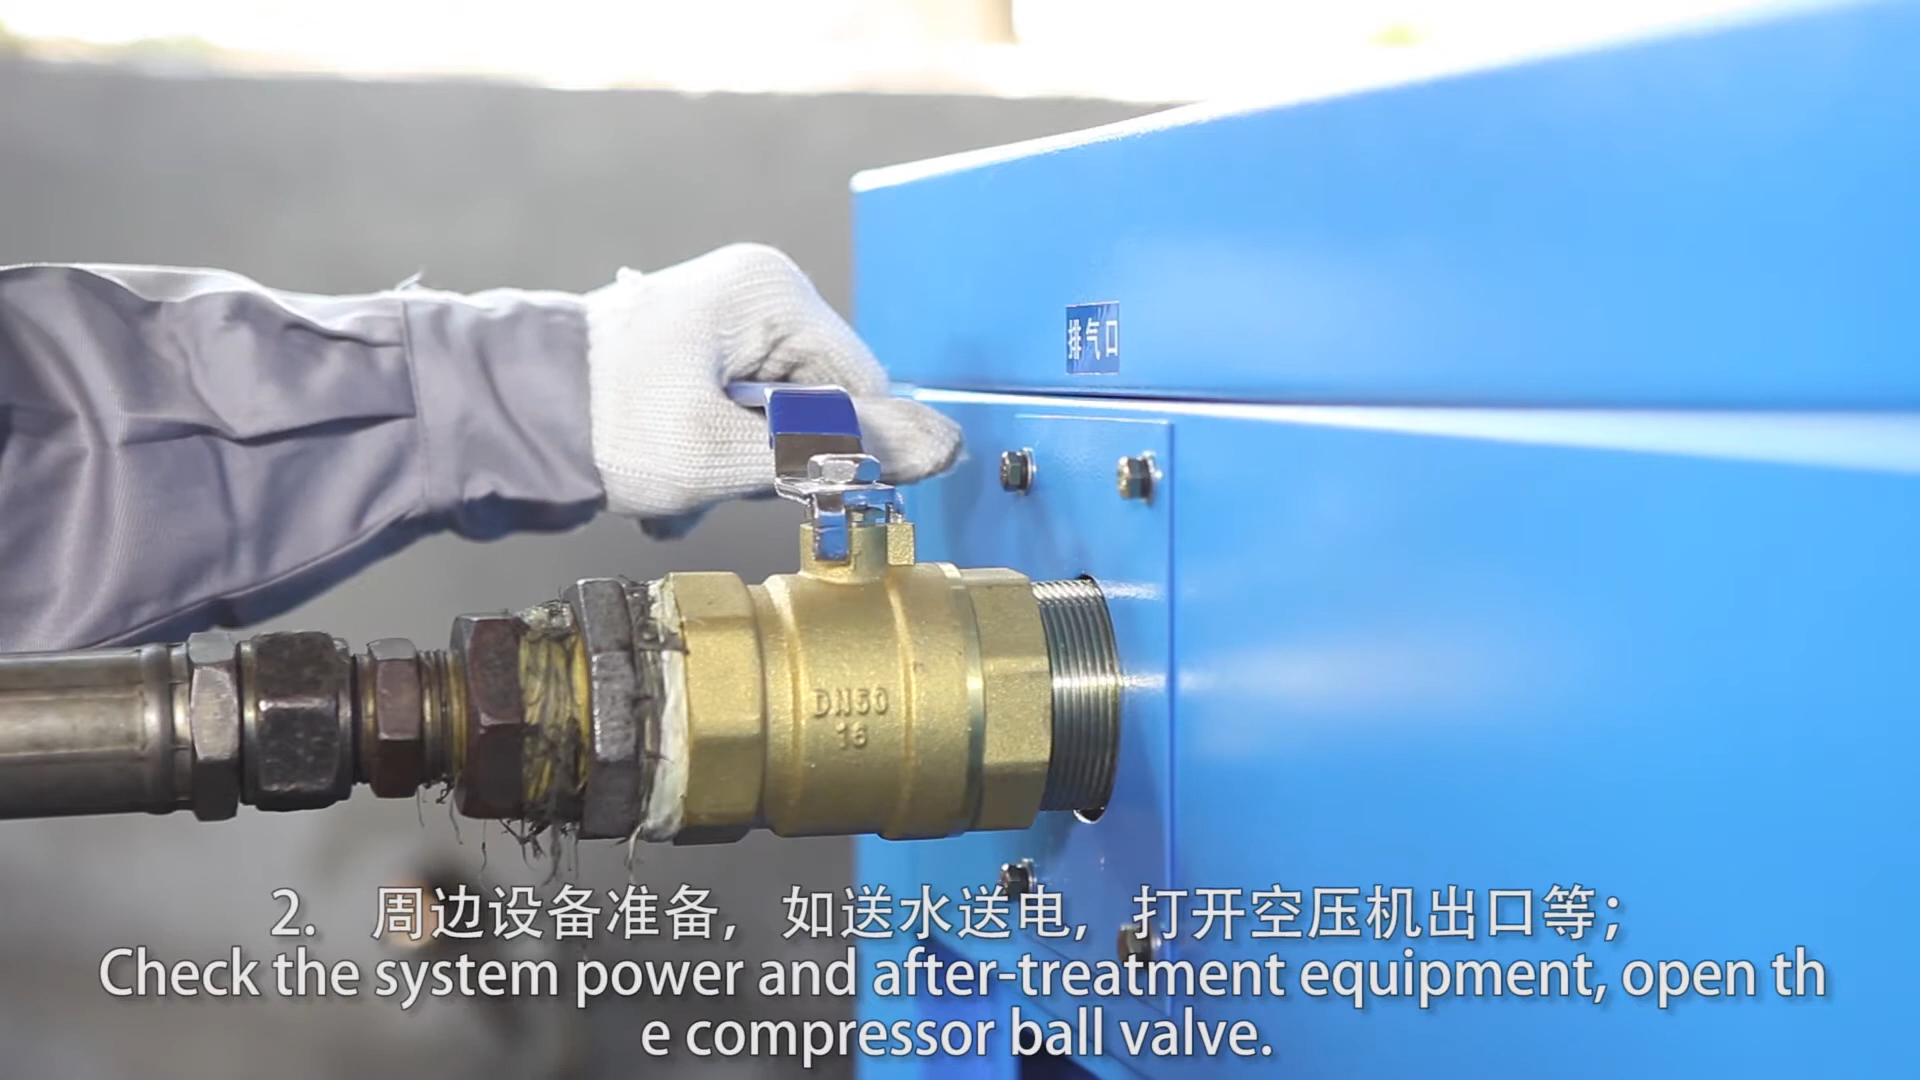 排气口
DN50
16
2. 周边设备准备，如送水送电，打开空压机出口等；
Check the system power and after-treatment equipment, open th
e compressor ball valve.